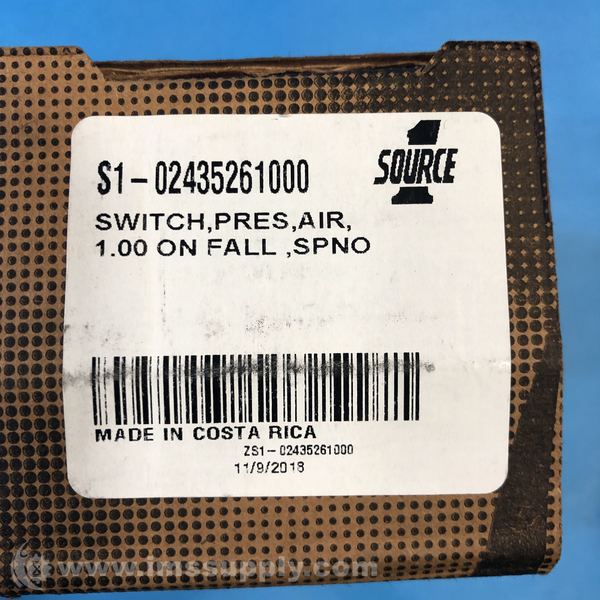 S1-02435261000
1 SOURCE
SWITCH,PRES,AIR,
1.00 ON FALL ,SPNO
MADE IN COSTA RICA
ZS1-02435261000
11/9/2018
www.imssupply.com